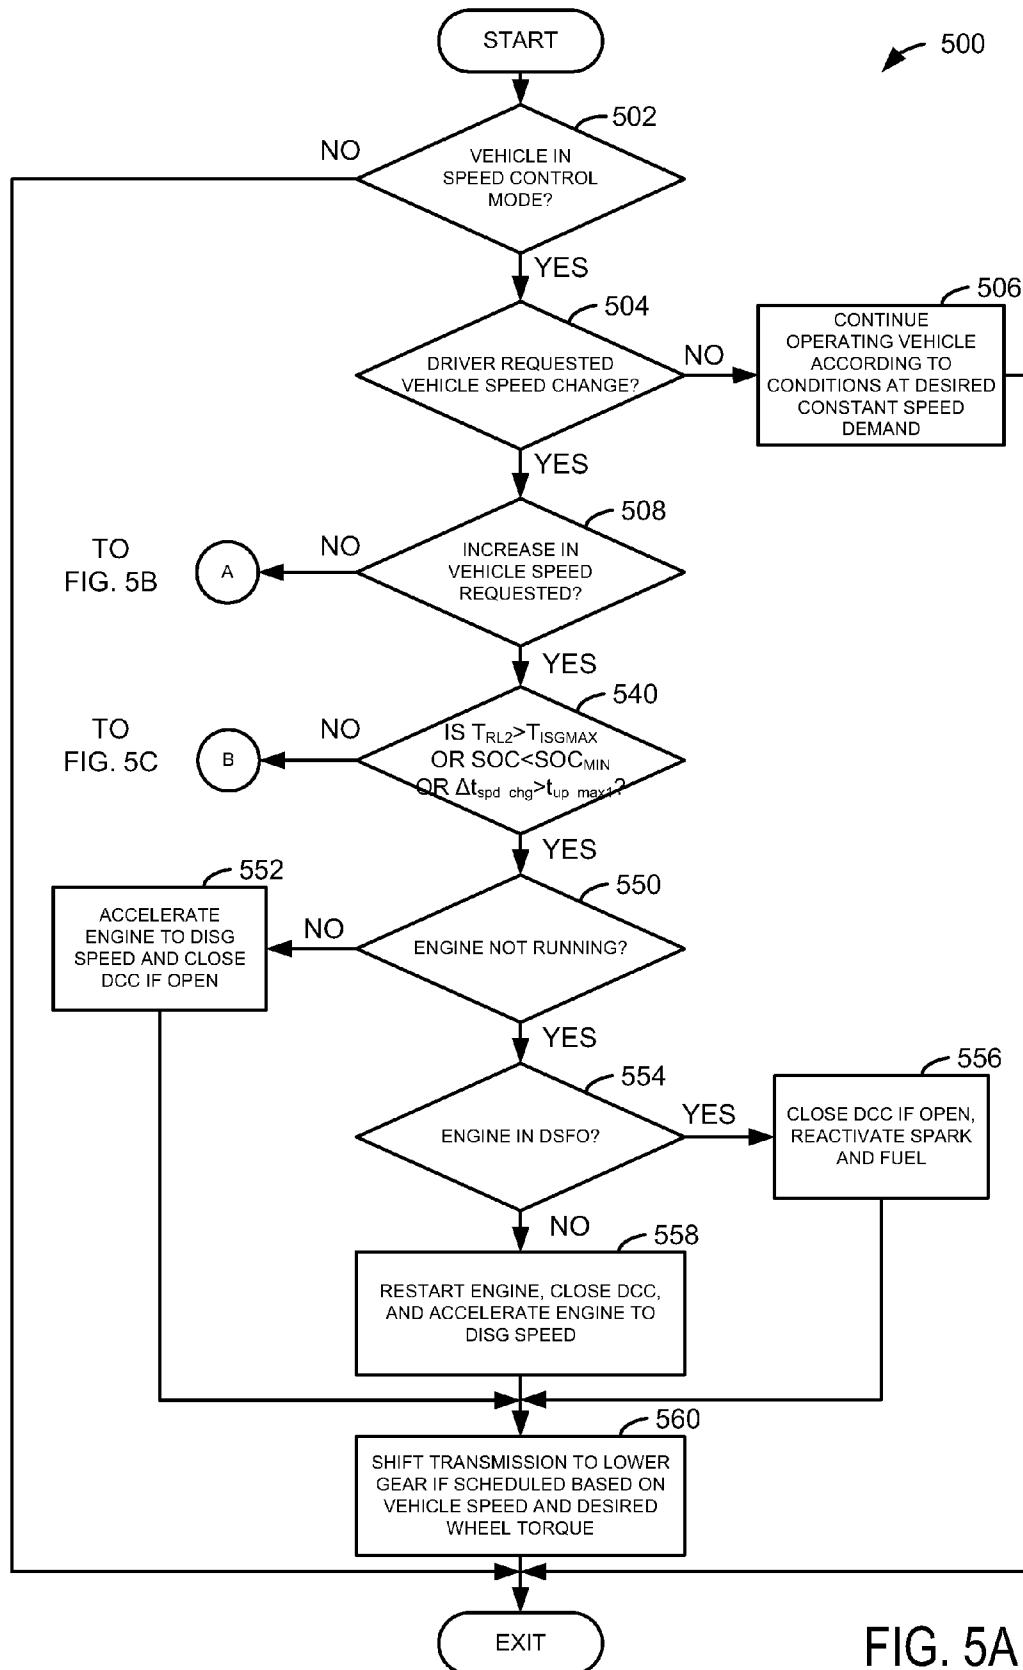 START
500
502
NO
VEHICLE IN
SPEED CONTROL
MODE?
YES
504
506
DRIVER REQUESTED
VEHICLE SPEED CHANGE?
NO
CONTINUE
OPERATING VEHICLE
ACCORDING TO
CONDITIONS AT DESIRED
CONSTANT SPEED
DEMAND
YES
508
TO
FIG. 5B
A
NO
INCREASE IN
VEHICLE SPEED
REQUESTED?
YES
540
TO
FIG. 5C
B
NO
IS TRL2>TISGMAX
OR SOC<SOCMIN
OR Δtspd_chg>tup_max1?
YES
552
550
ACCELERATE
ENGINE TO DISG
SPEED AND CLOSE
DCC IF OPEN
NO
ENGINE NOT RUNNING?
YES
554
556
ENGINE IN DSFO?
YES
CLOSE DCC IF OPEN,
REACTIVATE SPARK
AND FUEL
NO
558
RESTART ENGINE, CLOSE DCC,
AND ACCELERATE ENGINE TO
DISG SPEED
560
SHIFT TRANSMISSION TO LOWER
GEAR IF SCHEDULED BASED ON
VEHICLE SPEED AND DESIRED
WHEEL TORQUE
EXIT
FIG. 5A